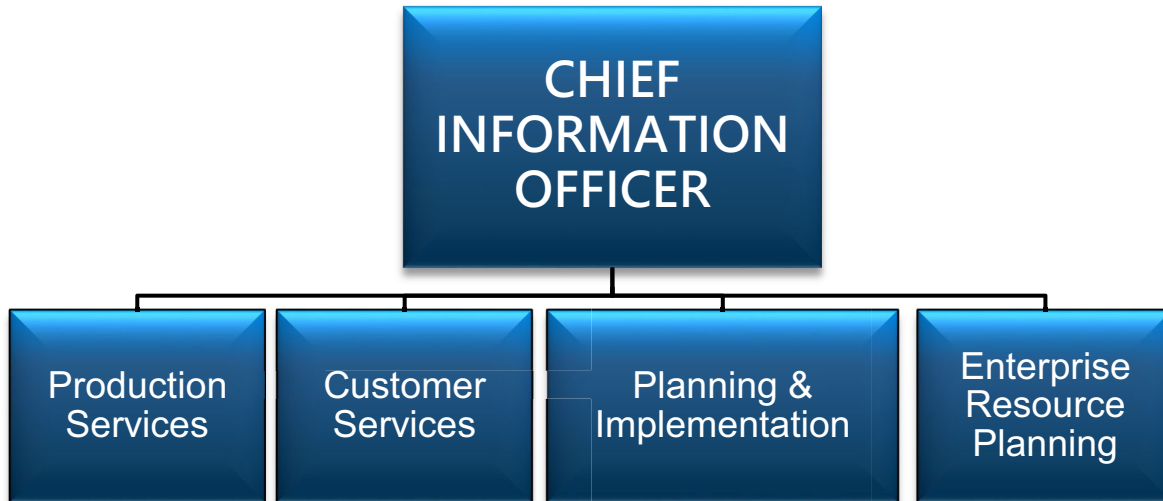 CHIEF
INFORMATION
OFFICER
Production
Services
Customer
Services
Planning &
Implementation
Enterprise
Resource
Planning